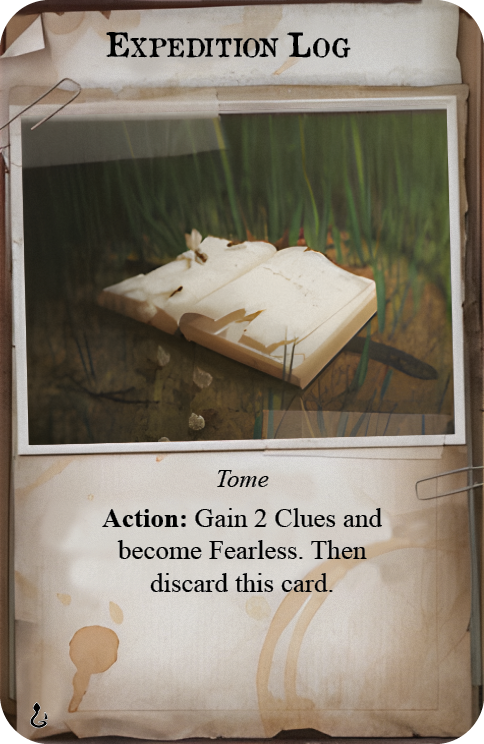 Expedition Log
Tome
Action: Gain 2 Clues and
become Fearless. Then
discard this card.